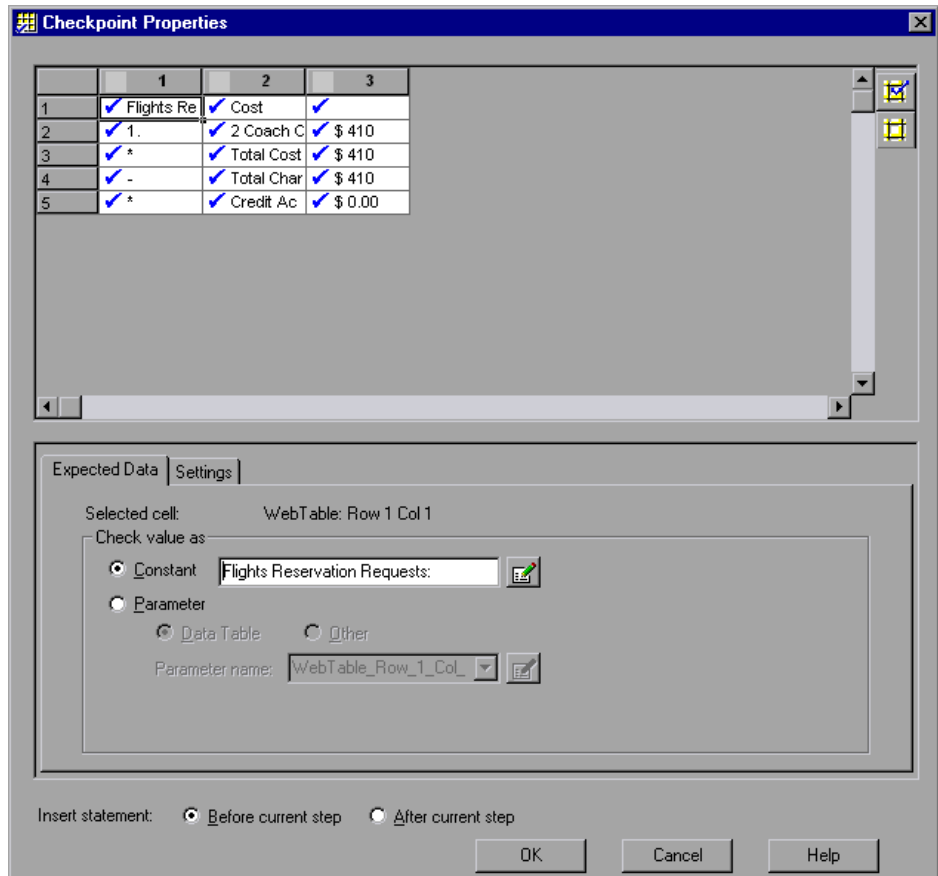 Checkpoint Properties
1 2 3
1 Flights Re Cost
2 1. 2 Coach C $ 410
3 * Total Cost $ 410
4 - Total Char $ 410
5 * Credit Ac $ 0.00
Expected Data Settings
Selected cell: WebTable: Row 1 Col 1
Check value as
Constant Flights Reservation Requests:
Parameter
Data Table Other
Parameter name: WebTable_Row_1_Col_
Insert statement: Before current step After current step
OK Cancel Help